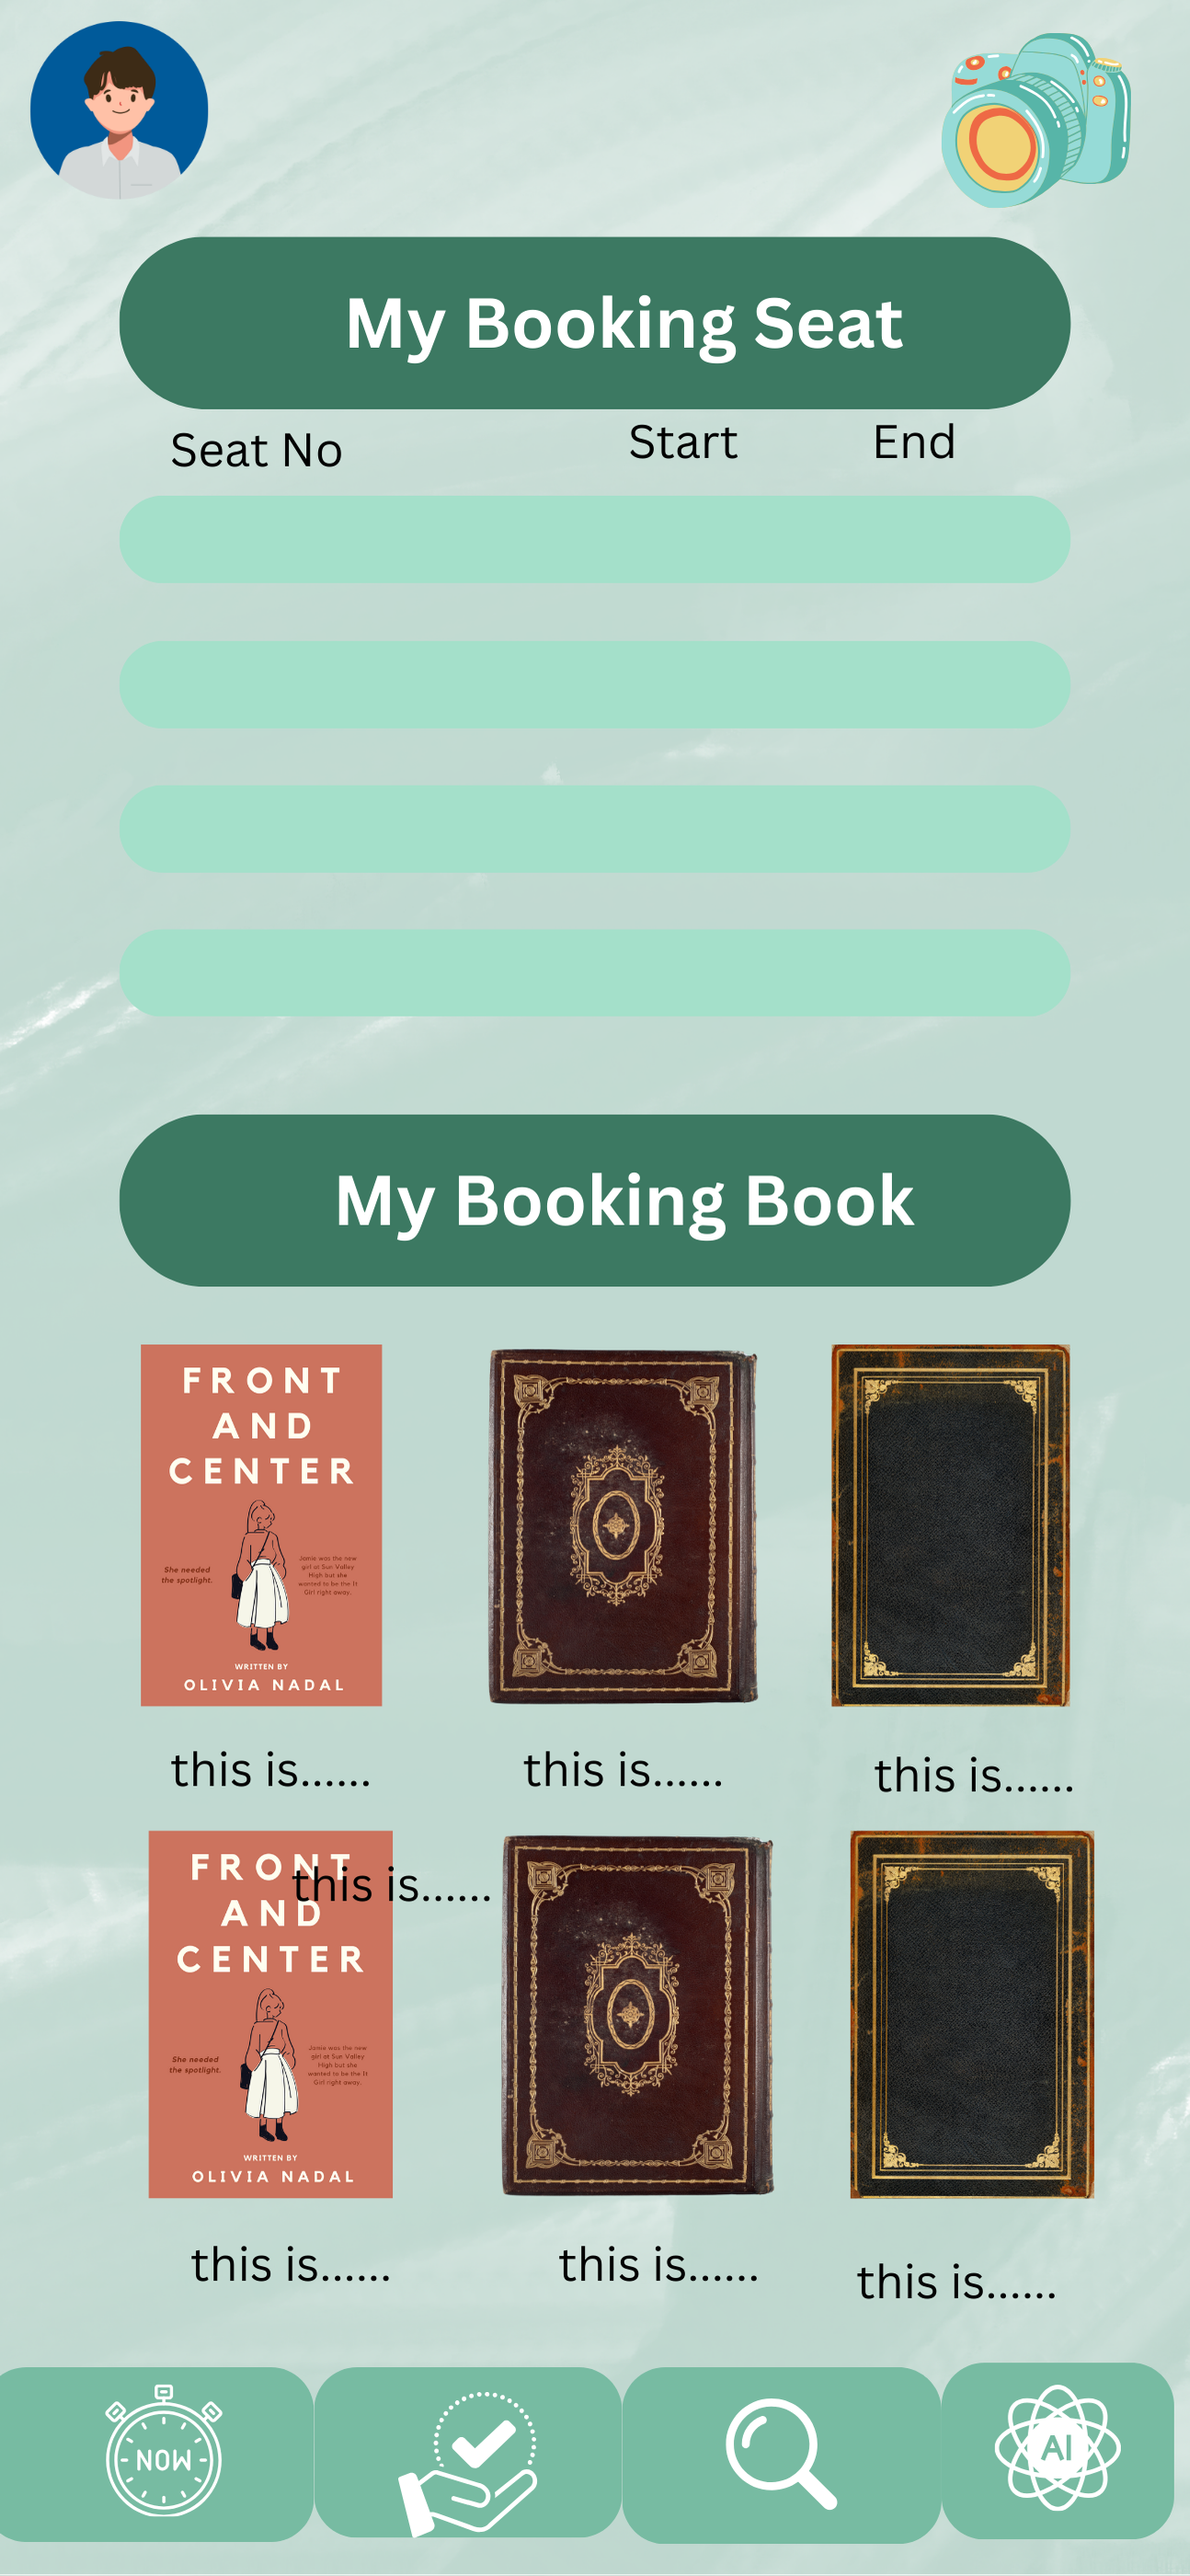 My Booking Seat
Seat No Start End
My Booking Book
FRONT
AND
CENTER
She needed
the spotlight.
Jamie was the new
girl at Sun Valley
High but she
wanted to be the It
Girl right away.
WRITTEN BY
OLIVIA NADAL
this is......
this is......
this is......
FRONT
AND
CENTER
this is......
She needed
the spotlight.
Jamie was the new
girl at Sun Valley
High but she
wanted to be the It
Girl right away.
WRITTEN BY
OLIVIA NADAL
this is......
this is......
this is......
NOW
AI